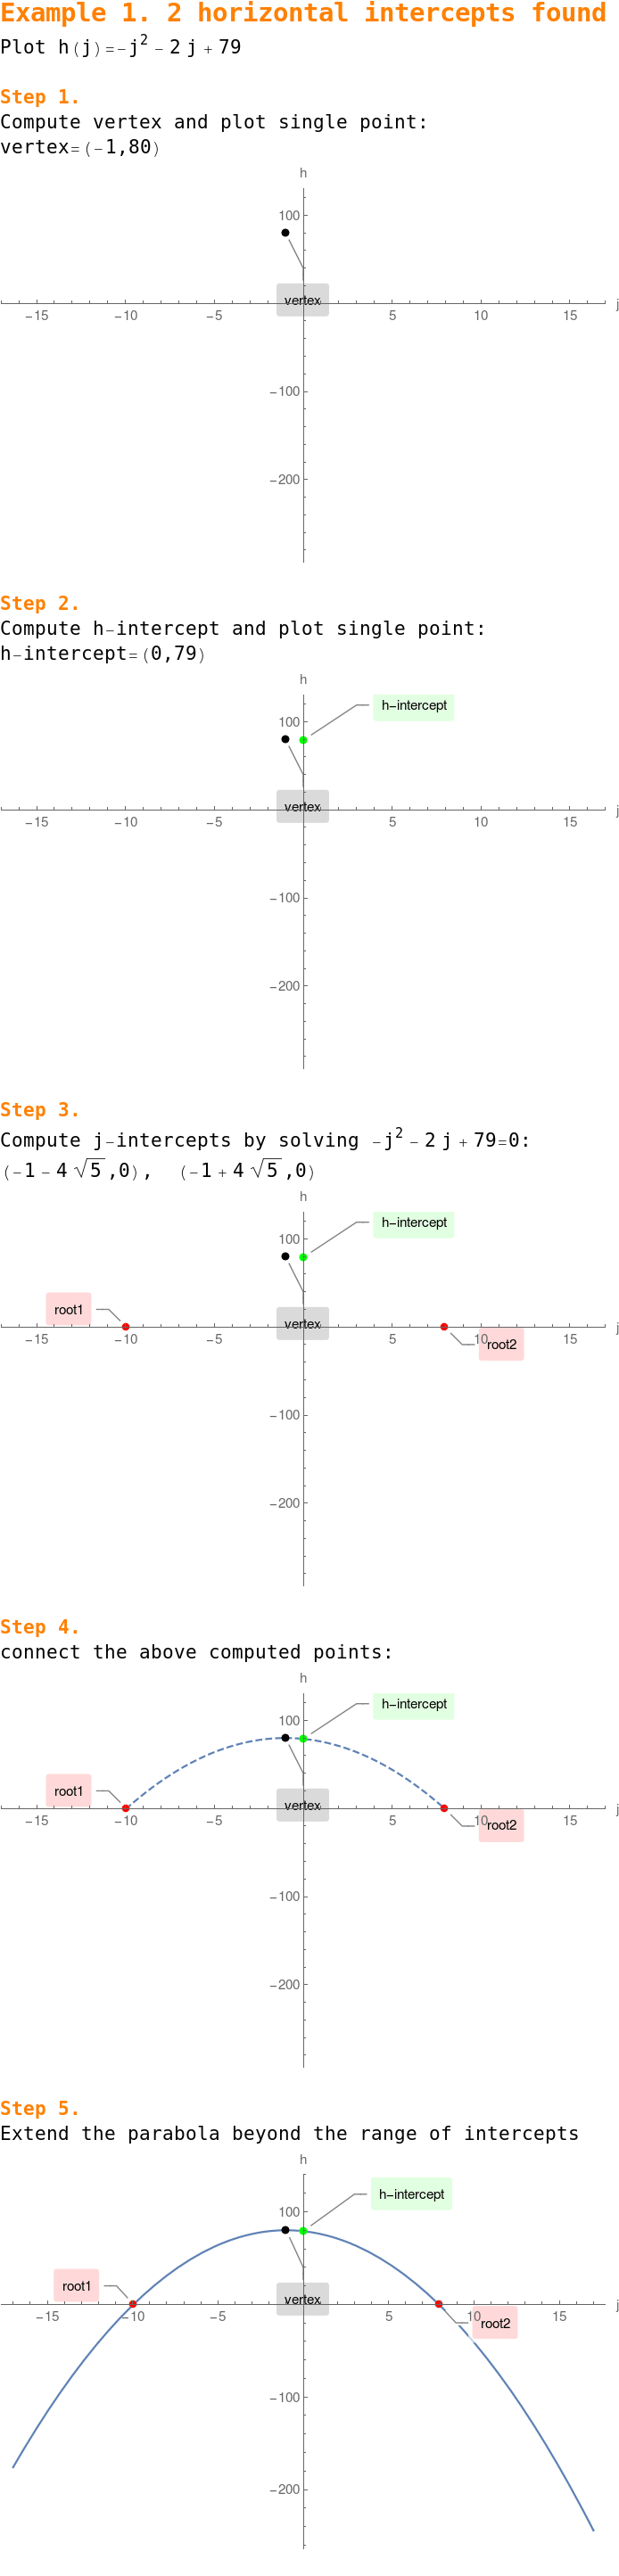 Example 1. 2 horizontal intercepts found
Plot h(j)=-j² - 2 j + 79
Step 1.
Compute vertex and plot single point:
vertex=(-1,80)
h
100
vertex
j
-15 -10 -5 5 10 15
-100
-200
Step 2.
Compute h-intercept and plot single point:
h-intercept=(0,79)
h
h-intercept
100
vertex
j
-15 -10 -5 5 10 15
-100
-200
Step 3.
Compute j-intercepts by solving -j² - 2 j + 79=0:
(-1 - 4 √5 ,0), (-1 + 4 √5 ,0)
h
h-intercept
root1
vertex
j
-15 -10 -5 5 10 15
root2
-100
-200
Step 4.
connect the above computed points:
h
h-intercept
100
root1
vertex
j
-15 -10 -5 5 10 15
root2
-100
-200
Step 5.
Extend the parabola beyond the range of intercepts
h
h-intercept
100
root1
vertex
j
-15 -10 -5 5 10 15
root2
-100
-200